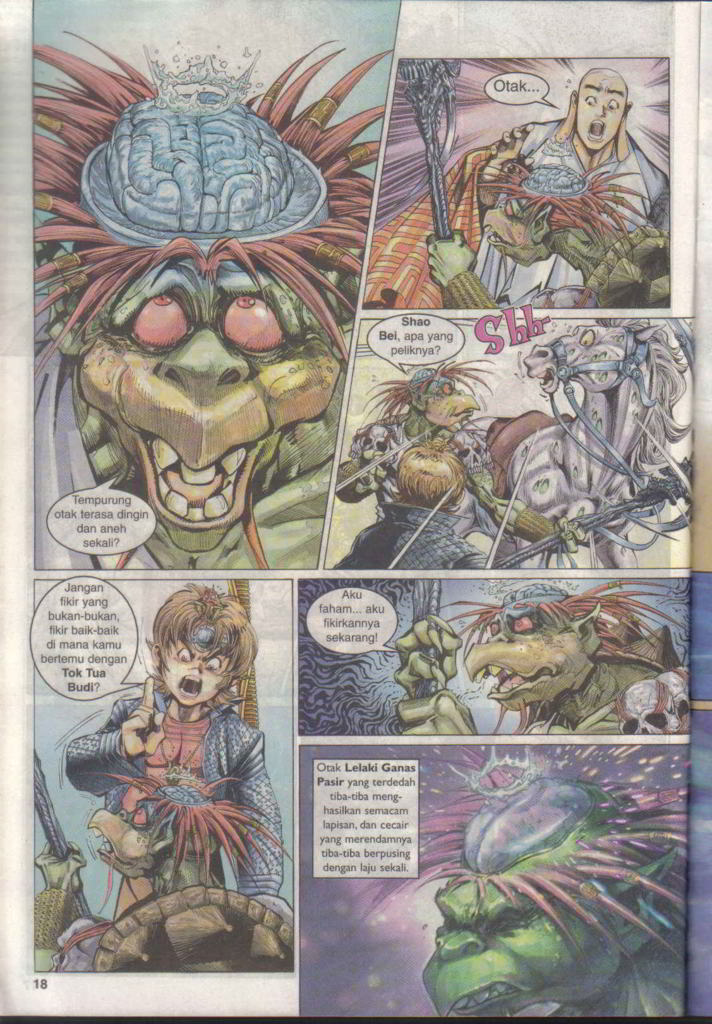 Tempurung
otak terasa dingin
dan aneh
sekali?
Otak...
Shao
Bei, apa yang
peliknya?
Shh
Jangan
fikir yang
bukan-bukan,
fikir baik-baik
di mana kamu
bertemu dengan
Tok Tua
Budi?
Aku
faham... aku
fikirkannya
sekarang!
Otak Lelaki Ganas
Pasir yang terdedah
tiba-tiba meng-
hasilkan semacam
lapisan, dan cecair
yang merendamnya
tiba-tiba berpusing
dengan laju sekali.
18